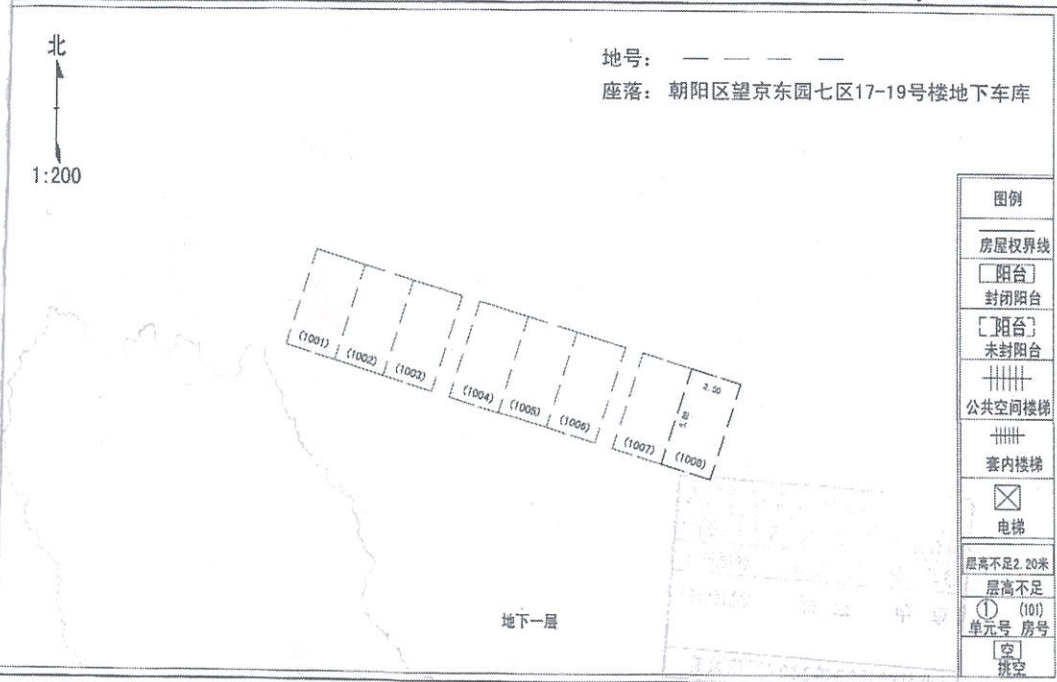 北
1:200
地号： — — — —
座落： 朝阳区望京东园七区17-19号楼地下车库
(1001)
(1002)
(1003)
(1004)
(1005)
(1006)
(1007)
(1008)
地下一层
图例
房屋权界线
阳台
封闭阳台
阳台
未封阳台
公共空间楼梯
套内楼梯
电梯
层高不足2.20米
层高不足
① (101)
单元号 房号
空
挑空